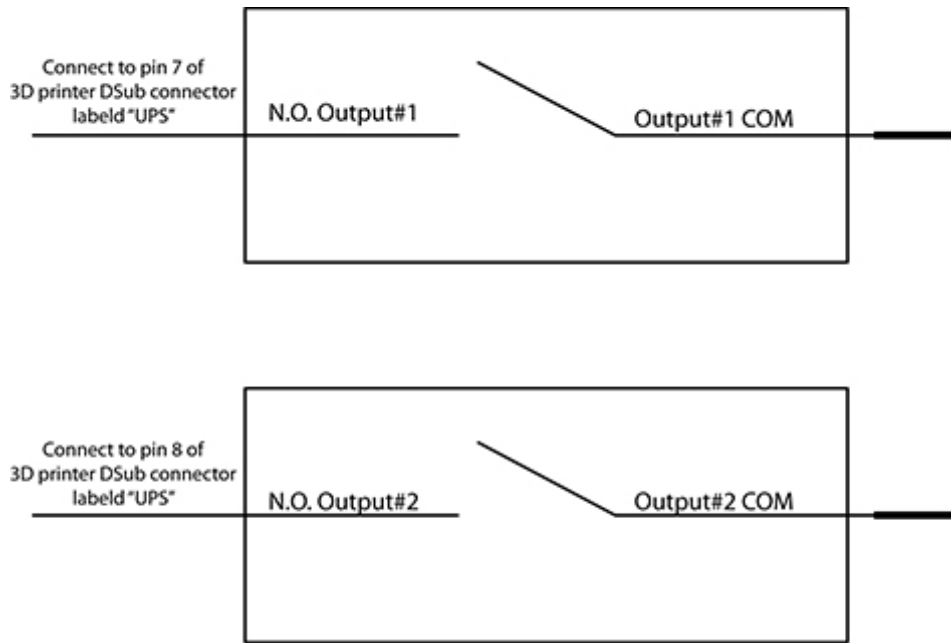 Connect to pin 7 of
3D printer DSub connector
labeld "UPS"
N.O. Output#1
Output#1 COM
Connect to pin 8 of
3D printer DSub connector
labeld "UPS"
N.O. Output#2
Output#2 COM